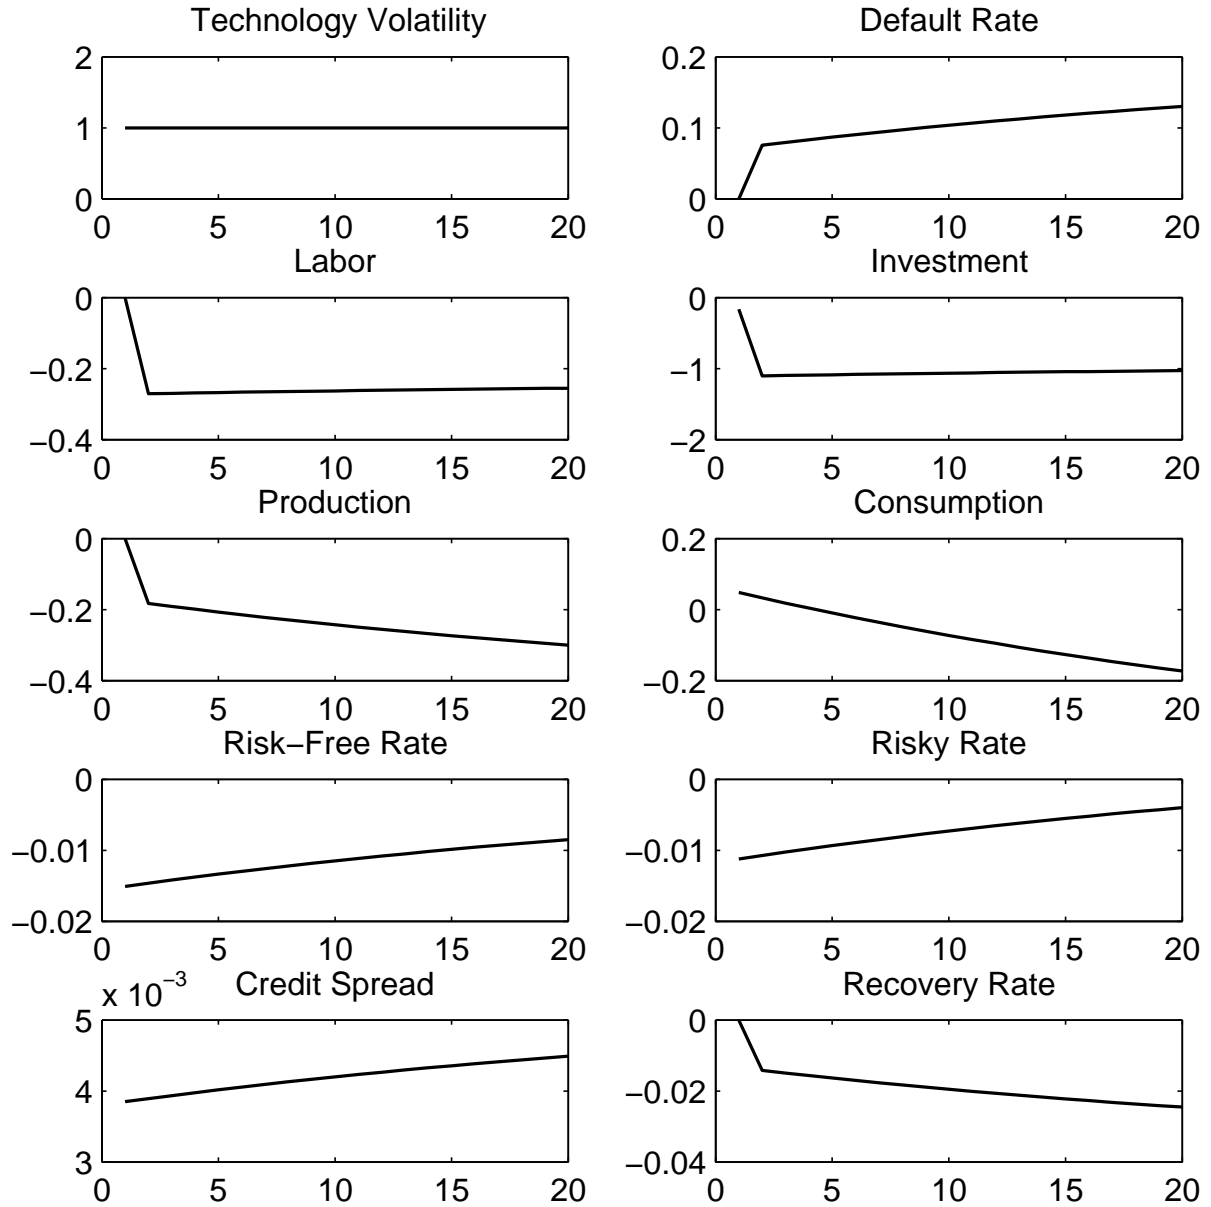 Technology Volatility
2
1
0
0 5 10 15 20
Default Rate
0.2
0.1
0
0 5 10 15 20
Labor
0
−0.2
−0.4
0 5 10 15 20
Investment
0
−1
−2
0 5 10 15 20
Production
0
−0.2
−0.4
0 5 10 15 20
Consumption
0.2
0
−0.2
0 5 10 15 20
Risk−Free Rate
0
−0.01
−0.02
0 5 10 15 20
Risky Rate
0
−0.01
−0.02
0 5 10 15 20
Credit Spread
x 10⁻³
5
4
3
0 5 10 15 20
Recovery Rate
0
−0.02
−0.04
0 5 10 15 20